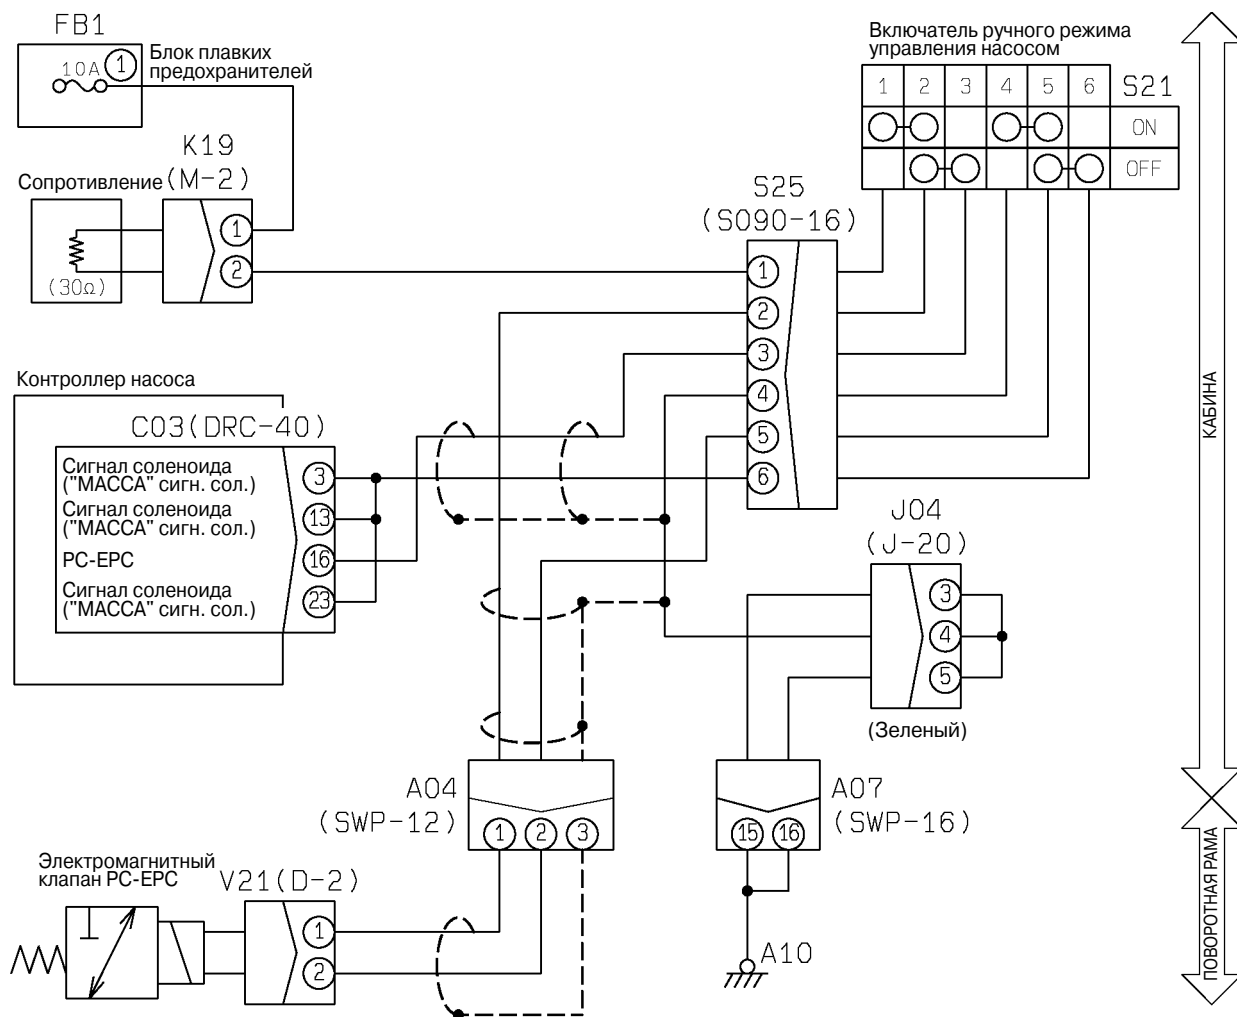 FB1
10A 1
Блок плавких
предохранителей
K19
(M-2)
Сопротивление
(30Ω)
1
2
Включатель ручного режима
управления насосом
1 2 3 4 5 6 S21
ON
OFF
S25
(S090-16)
1
2
3
4
5
6
Контроллер насоса
C03(DRC-40)
Сигнал соленоида
("МАССА" сигн. сол.)
3
Сигнал соленоида
("МАССА" сигн. сол.)
13
PC-EPC
16
Сигнал соленоида
("МАССА" сигн. сол.)
23
J04
(J-20)
3
4
5
(Зеленый)
A04
(SWP-12)
1 2 3
A07
(SWP-16)
15 16
A10
Электромагнитный
клапан PC-EPC
V21(D-2)
1
2
КАБИНА
ПОВОРОТНАЯ РАМА